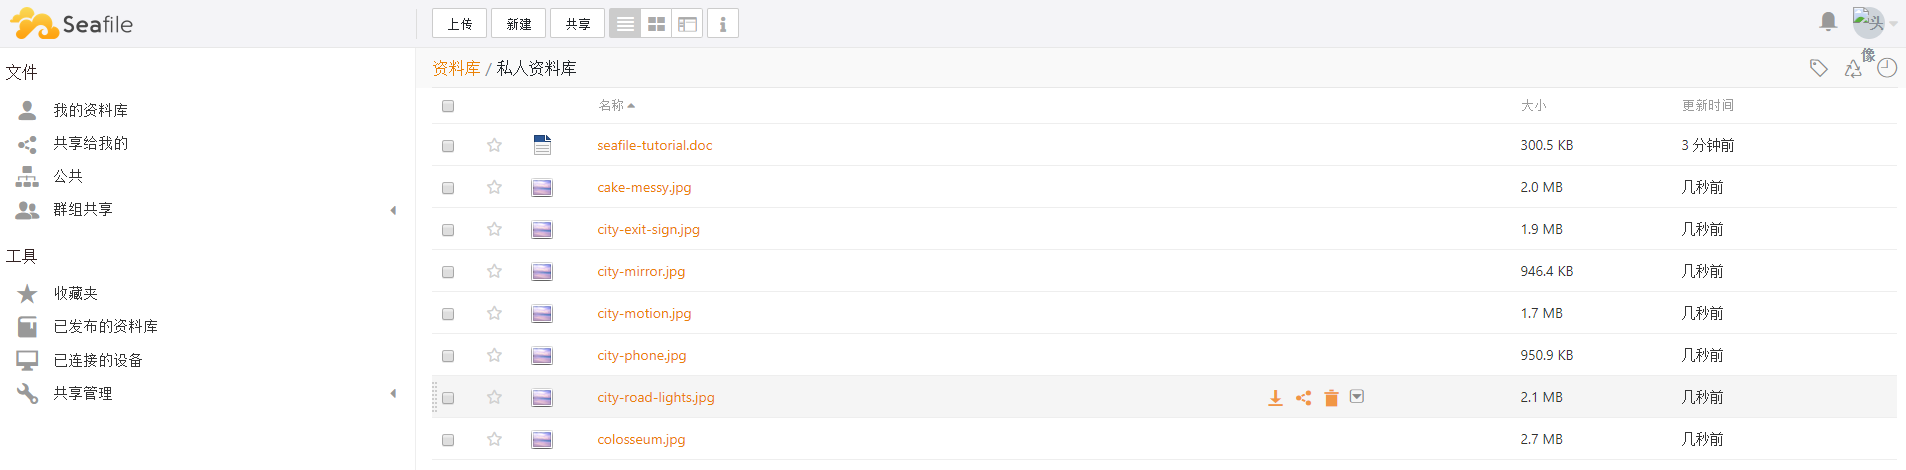 Seafile
上传 新建 共享
头像
文件
我的资料库
共享给我的
公共
群组共享
工具
收藏夹
已发布的资料库
已连接的设备
共享管理
资料库 / 私人资料库
名称 大小 更新时间
seafile-tutorial.doc 300.5 KB 3 分钟前
cake-messy.jpg 2.0 MB 几秒前
city-exit-sign.jpg 1.9 MB 几秒前
city-mirror.jpg 946.4 KB 几秒前
city-motion.jpg 1.7 MB 几秒前
city-phone.jpg 950.9 KB 几秒前
city-road-lights.jpg 2.1 MB 几秒前
colosseum.jpg 2.7 MB 几秒前